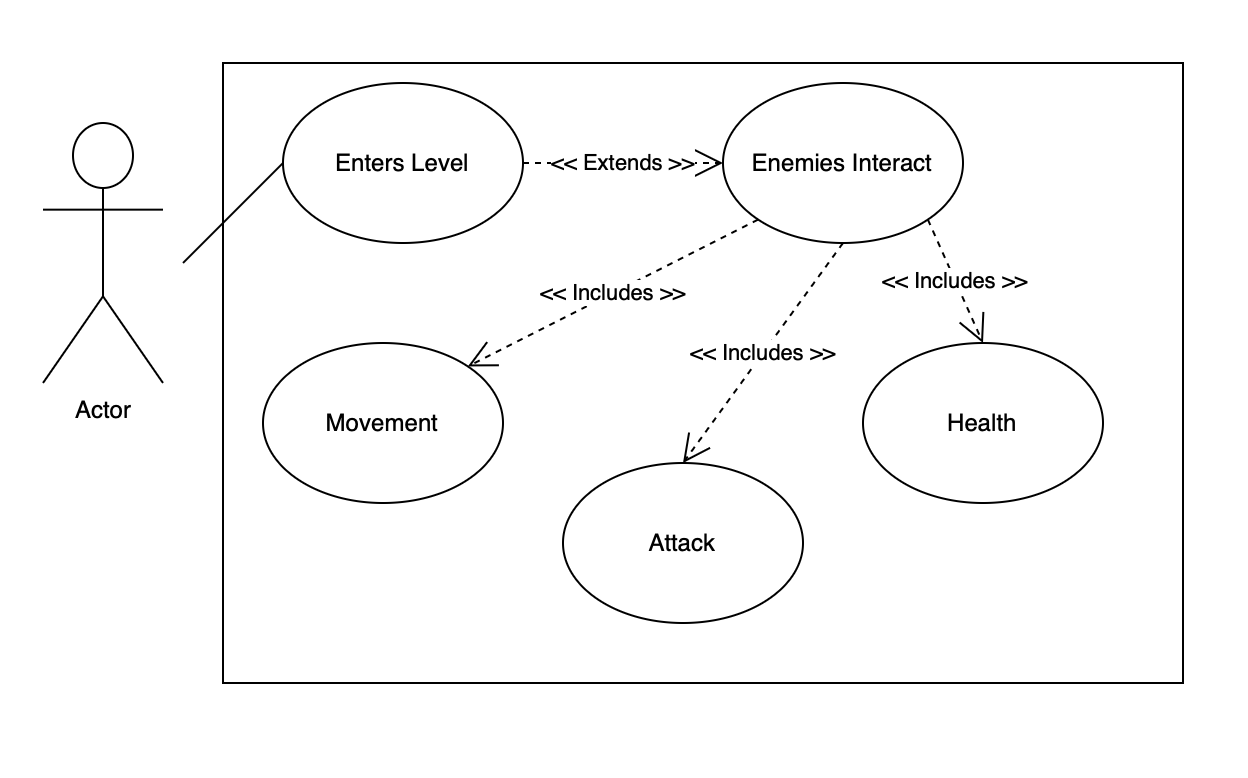 Enters Level
<< Extends >>
Enemies Interact
<< Includes >>
<< Includes >>
<< Includes >>
Actor
Movement
Health
Attack